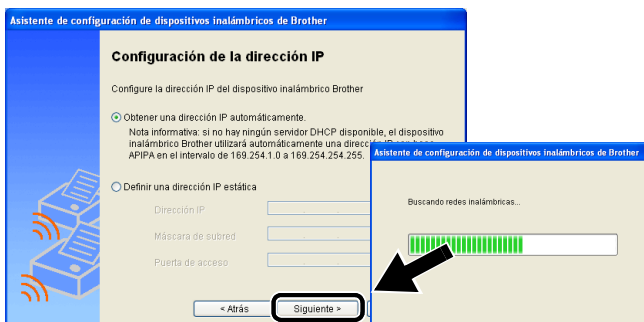 Asistente de configuración de dispositivos inalámbricos de Brother
Configuración de la dirección IP
Configure la dirección IP del dispositivo inalámbrico Brother
Obtener una dirección IP automáticamente.
Nota informativa: si no hay ningún servidor DHCP disponible, el dispositivo
inalámbrico Brother utilizará automáticamente una dirección IP con base
APIPA en el intervalo de 169.254.1.0 a 169.254.254.255.
Definir una dirección IP estática
Dirección IP
Máscara de subred
Puerta de acceso
< Atrás
Siguiente >
Asistente de configuración de dispositivos inalámbricos de Brother
Buscando redes inalámbricas...